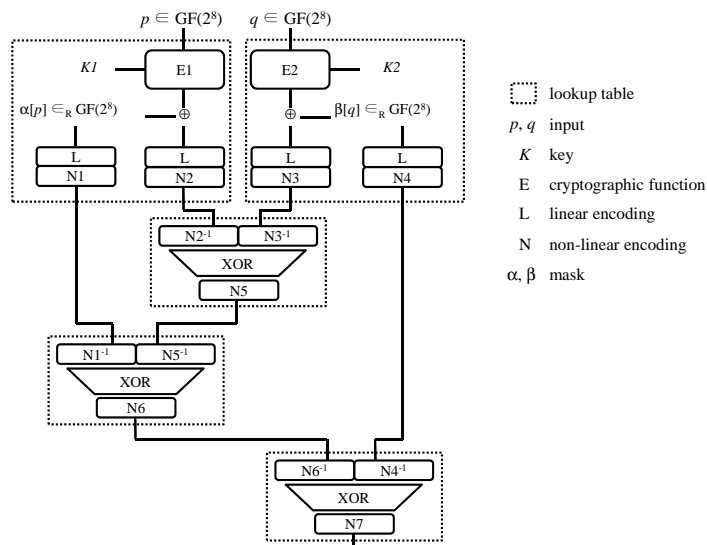 p ∈ GF(2⁸) q ∈ GF(2⁸)
K1 E1 E2 K2
α[p] ∈R GF(2⁸) ⊕ ⊕ β[q] ∈R GF(2⁸)
L L L L
N1 N2 N3 N4
N2⁻¹ N3⁻¹
XOR
N5
N1⁻¹ N5⁻¹
XOR
N6
N6⁻¹ N4⁻¹
XOR
N7
lookup table
p, q input
K key
E cryptographic function
L linear encoding
N non-linear encoding
α, β mask